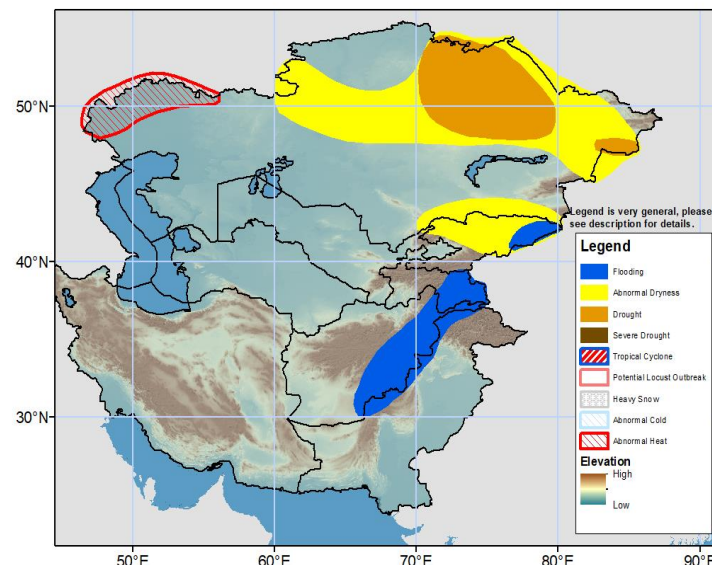 50°N
40°N
30°N
50°E
60°E
70°E
80°E
90°E
Legend is very general, please
see description for details.
Legend
Flooding
Abnormal Dryness
Drought
Severe Drought
Tropical Cyclone
Potential Locust Outbreak
Heavy Snow
Abnormal Cold
Abnormal Heat
Elevation
High
Low